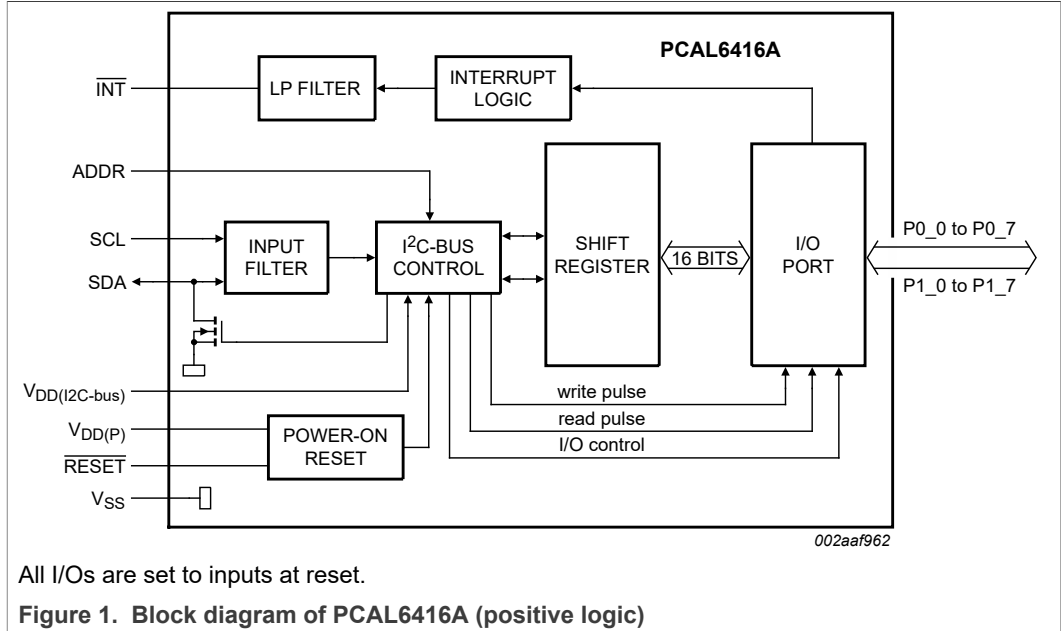 PCAL6416A
INT
LP FILTER
INTERRUPT
LOGIC
ADDR
SCL
SDA
INPUT
FILTER
I2C-BUS
CONTROL
SHIFT
REGISTER
16 BITS
I/O
PORT
P0_0 to P0_7
P1_0 to P1_7
VDD(I2C-bus)
write pulse
read pulse
I/O control
VDD(P)
RESET
POWER-ON
RESET
VSS
002aaf962
All I/Os are set to inputs at reset.
Figure 1. Block diagram of PCAL6416A (positive logic)